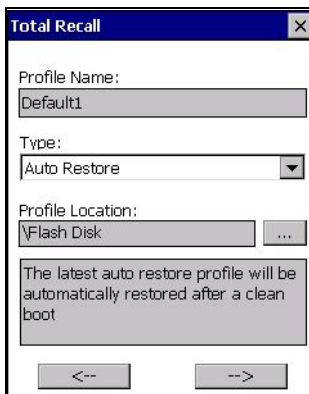 Total Recall
Profile Name:
Default1
Type:
Auto Restore
Profile Location:
\Flash Disk
...
The latest auto restore profile will be
automatically restored after a clean
boot
<--
-->